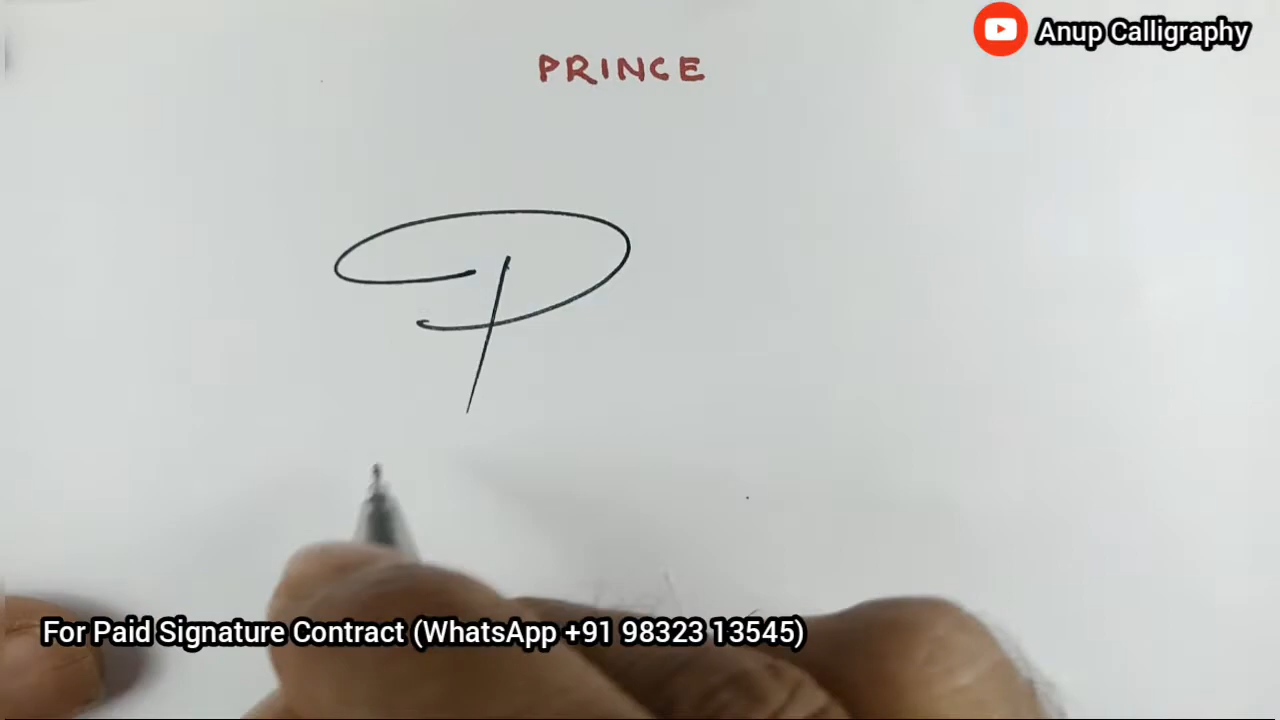 Anup Calligraphy
PRINCE
P
For Paid Signature Contract (WhatsApp +91 98323 13545)